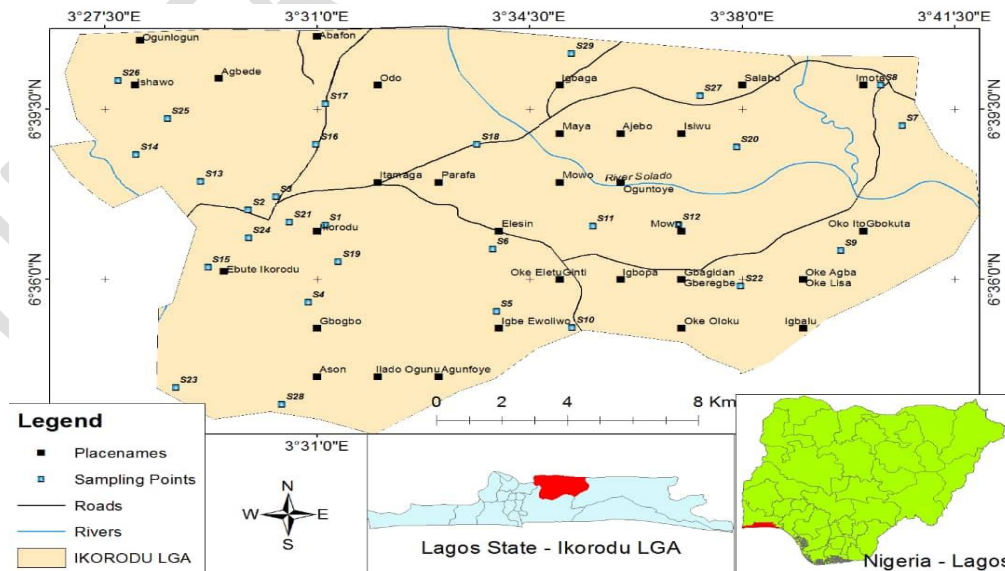 3°27'30"E 3°31'0"E 3°34'30"E 3°38'0"E 3°41'30"E
Ogunlogun
Abafon
S29
S26
Ishawo
Agbede
Odo
Igbaga
S27
Salabo
Imota
S8
6°39'30"N
6°39'30"N
S25
S17
S7
Maya
Ajebo
Isiwu
S14
S16
S18
S20
S13
Itamaga
Parafa
Mowo
River Solado
Oguntoye
S2
S3
S21
S1
Ikorodu
S24
Elesin
S6
S11
Mowo
S12
Oko Ito
Gbokuta
S9
S15
Ebute Ikorodu
S19
6°36'0"N
6°36'0"N
Oke Eletu
Ginti
Igbopa
Gbagidan
Gberegbe
S22
Oke Agba
Oke Lisa
S4
Gbogbo
S5
Igbe Ewoliwo
S10
Oke Oloku
Igbalu
S23
Ason
Ilado Ogunu
Agunfoye
S28
0 2 4 8 Km
3°31'0"E
Legend
Placenames
Sampling Points
Roads
Rivers
IKORODU LGA
N
W E
S
Lagos State - Ikorodu LGA
Nigeria - Lagos